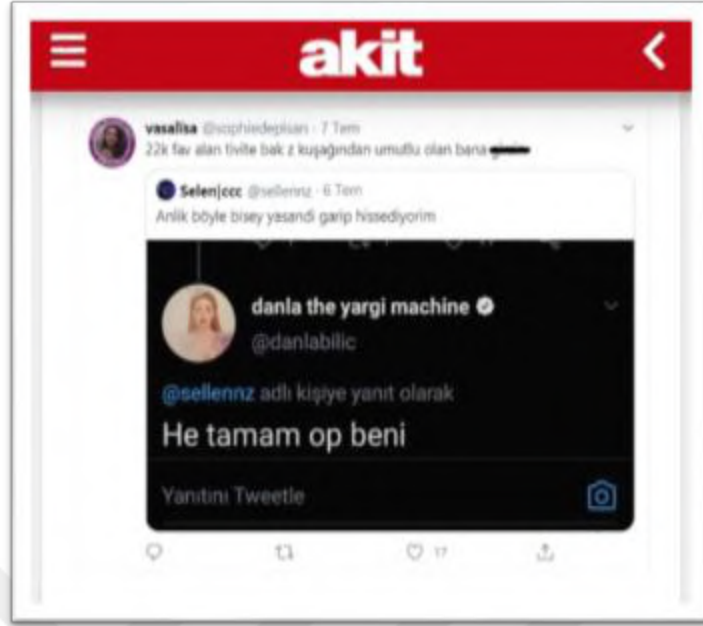 akit
vasalisa @sophiedepisan · 7 Tem
22k fav alan tivite bak z kuşağından umutlu olan bana
Selen|ccc @sellennz · 6 Tem
Anlik böyle bisey yasandi garip hissediyorim
danla the yargi machine
@danlabilic
@sellennz adlı kişiye yanıt olarak
He tamam op beni
Yanıtını Tweetle
17